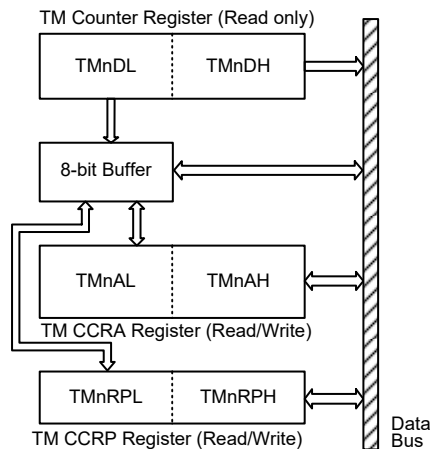 TM Counter Register (Read only)
TMnDL TMnDH
8-bit Buffer
TMnAL TMnAH
TM CCRA Register (Read/Write)
TMnRPL TMnRPH
TM CCRP Register (Read/Write)
Data
Bus